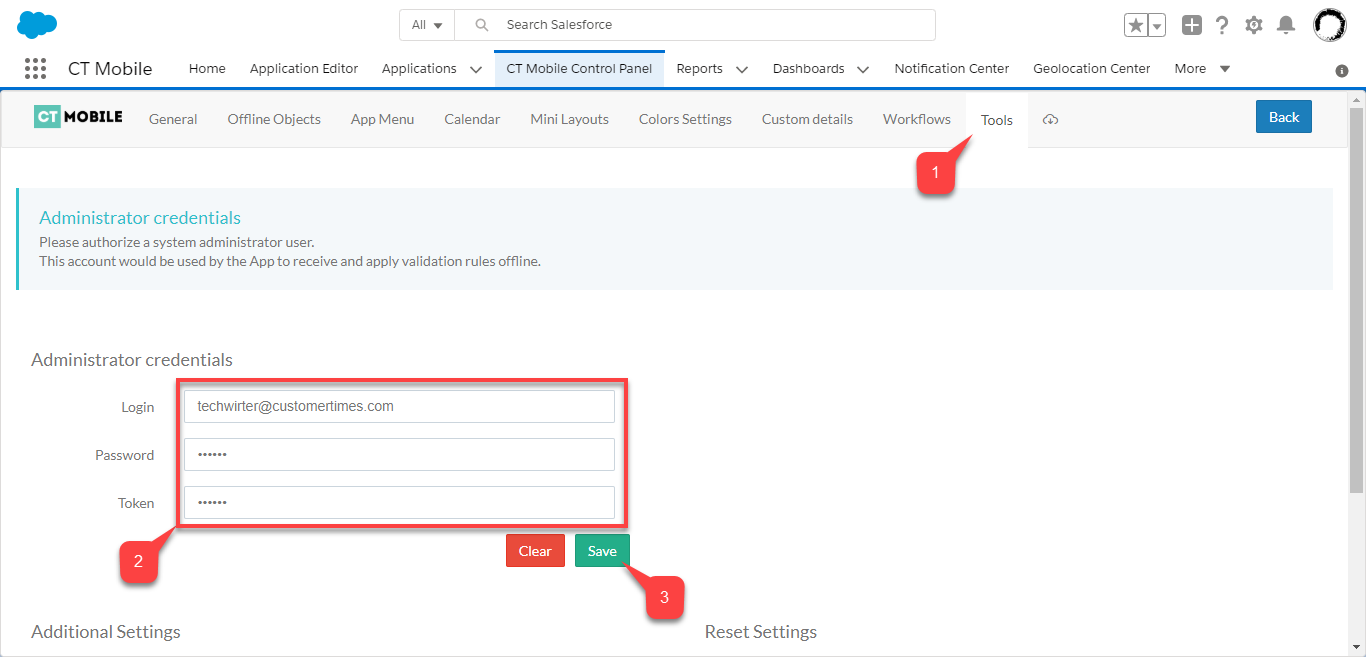 All
Search Salesforce
CT Mobile Home Application Editor Applications CT Mobile Control Panel Reports Dashboards Notification Center Geolocation Center More
CT MOBILE General Offline Objects App Menu Calendar Mini Layouts Colors Settings Custom details Workflows Tools Back
1
Administrator credentials
Please authorize a system administrator user.
This account would be used by the App to receive and apply validation rules offline.
Administrator credentials
Login techwirter@customertimes.com
Password ••••••
Token ••••••
2
Clear Save
3
Additional Settings Reset Settings